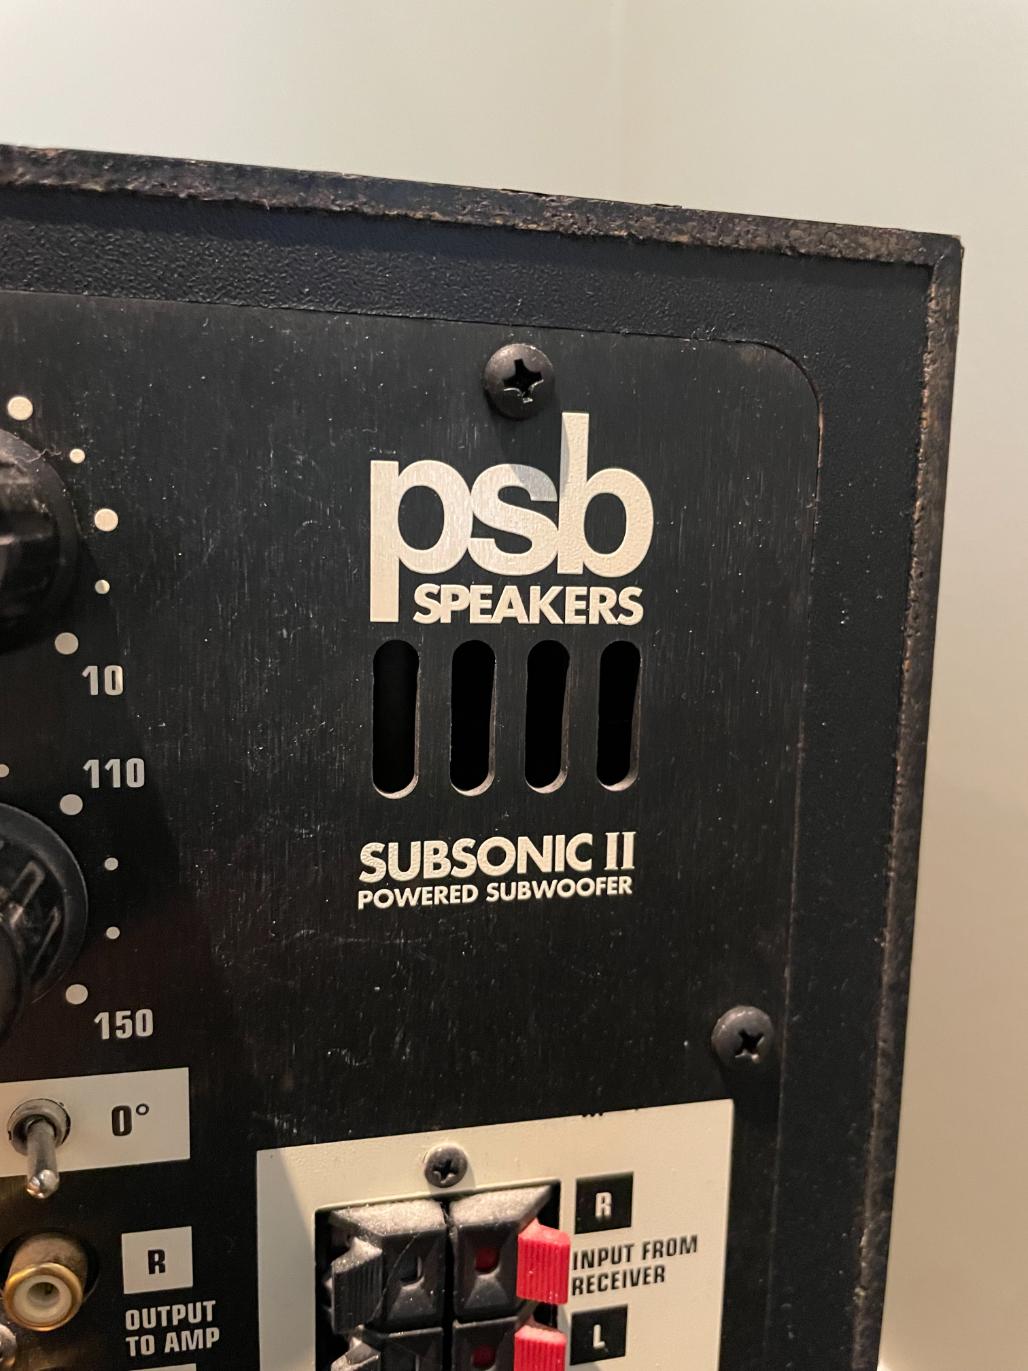 psb
SPEAKERS
10
110
SUBSONIC II
POWERED SUBWOOFER
150
0°
R
R
INPUT FROM
RECEIVER
OUTPUT
TO AMP
L